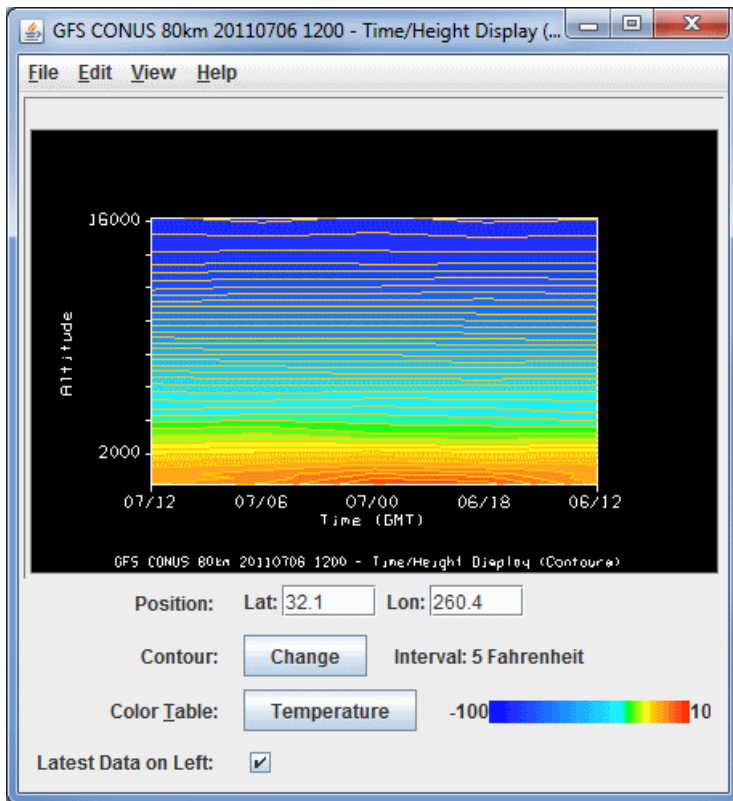 GFS CONUS 80km 20110706 1200 - Time/Height Display (...
File Edit View Help
16000
Altitude
2000
07/12 07/06 07/00 06/18 06/12
Time (GMT)
GFS CONUS 80km 20110706 1200 - Time/Height Display (Contours)
Position: Lat: 32.1 Lon: 260.4
Contour: Change Interval: 5 Fahrenheit
Color Table: Temperature -100 10
Latest Data on Left: